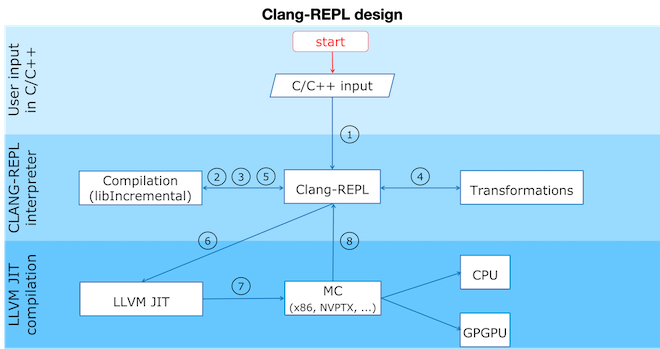 Clang-REPL design
User input
in C/C++
start
C/C++ input
1
CLANG-REPL
interpreter
Compilation
(libIncremental)
2 3 5
Clang-REPL
4
Transformations
6
8
LLVM JIT
compilation
LLVM JIT
7
MC
(x86, NVPTX, ...)
CPU
GPGPU